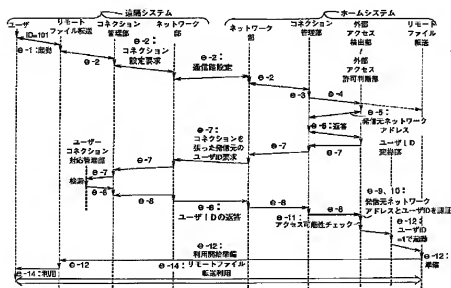 遠隔システム
ホームシステム
ユーザ
リモート
ファイル転送
コネクション
管理部
ネットワーク
部
ネットワーク
部
コネクション
管理部
外部
アクセス
検出部
/
外部
アクセス
許可判断部
リモート
ファイル
転送
ID=101
⊖-1:起動
⊖-2
⊖-2:
コネクション
設定要求
⊖-2:
通信路設定
⊖-2
⊖-3
⊖-4
⊖-5:
発信元ネットワーク
アドレス
⊖-6:返答
ユーザID
変換部
⊖-7:
コネクションを
張った発信元の
ユーザID要求
⊖-7
⊖-7
⊖-7
ユーザー
コネクション
対応管理部
⊖-7
検索
⊖-8
⊖-8:
ユーザIDの返答
⊖-8
⊖-8
⊖-9、10:
発信元ネットワーク
アドレスとユーザIDを認証
⊖-11:
アクセス可能性チェック
⊖-12:
ユーザID
=1で起動
⊖-12:
利用開始準備
⊖-12:
準備
⊖-12
⊖-14:利用
⊖-14:リモートファイル
転送利用